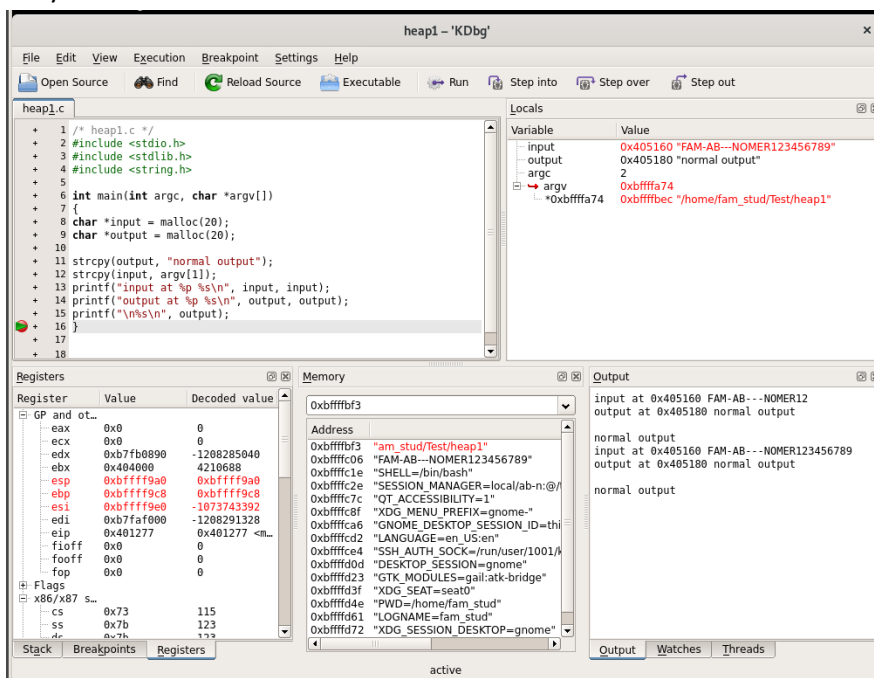 heap1 – 'KDbg'
×
File Edit View Execution Breakpoint Settings Help
Open Source Find Reload Source Executable Run Step into Step over Step out
heap1.c
+ 1 /* heap1.c */
+ 2 #include <stdio.h>
+ 3 #include <stdlib.h>
+ 4 #include <string.h>
+ 5
+ 6 int main(int argc, char *argv[])
+ 7 {
+ 8 char *input = malloc(20);
+ 9 char *output = malloc(20);
+ 10
+ 11 strcpy(output, "normal output");
+ 12 strcpy(input, argv[1]);
+ 13 printf("input at %p %s\n", input, input);
+ 14 printf("output at %p %s\n", output, output);
+ 15 printf("\n%s\n", output);
+ 16 }
+ 17
+ 18
Locals
Variable Value
input 0x405160 "FAM-AB---NOMER123456789"
output 0x405180 "normal output"
argc 2
argv 0xbffffa74
*0xbffffa74 0xbffffbec "/home/fam_stud/Test/heap1"
Registers
Register Value Decoded value
GP and ot...
eax 0x0 0
ecx 0x0 0
edx 0xb7fb0890 -1208285040
ebx 0x404000 4210688
esp 0xbffff9a0 0xbffff9a0
ebp 0xbffff9c8 0xbffff9c8
esi 0xbffff9e0 -1073743392
edi 0xb7faf000 -1208291328
eip 0x401277 0x401277 <m...
fioff 0x0 0
fooff 0x0 0
fop 0x0 0
Flags
x86/x87 s...
cs 0x73 115
ss 0x7b 123
ds 0x7b 123
Stack Breakpoints Registers
Memory
0xbffffbf3
Address
0xbffffbf3 "am_stud/Test/heap1"
0xbffffc06 "FAM-AB---NOMER123456789"
0xbffffc1e "SHELL=/bin/bash"
0xbffffc2e "SESSION_MANAGER=local/ab-n:@/
0xbffffc7c "QT_ACCESSIBILITY=1"
0xbffffc8f "XDG_MENU_PREFIX=gnome-"
0xbffffca6 "GNOME_DESKTOP_SESSION_ID=thi
0xbffffcd2 "LANGUAGE=en_US:en"
0xbffffce4 "SSH_AUTH_SOCK=/run/user/1001/k
0xbffffd0d "DESKTOP_SESSION=gnome"
0xbffffd23 "GTK_MODULES=gail:atk-bridge"
0xbffffd3f "XDG_SEAT=seat0"
0xbffffd4e "PWD=/home/fam_stud"
0xbffffd61 "LOGNAME=fam_stud"
0xbffffd72 "XDG_SESSION_DESKTOP=gnome"
Output
input at 0x405160 FAM-AB---NOMER12
output at 0x405180 normal output
normal output
input at 0x405160 FAM-AB---NOMER123456789
output at 0x405180 normal output
normal output
Output Watches Threads
active